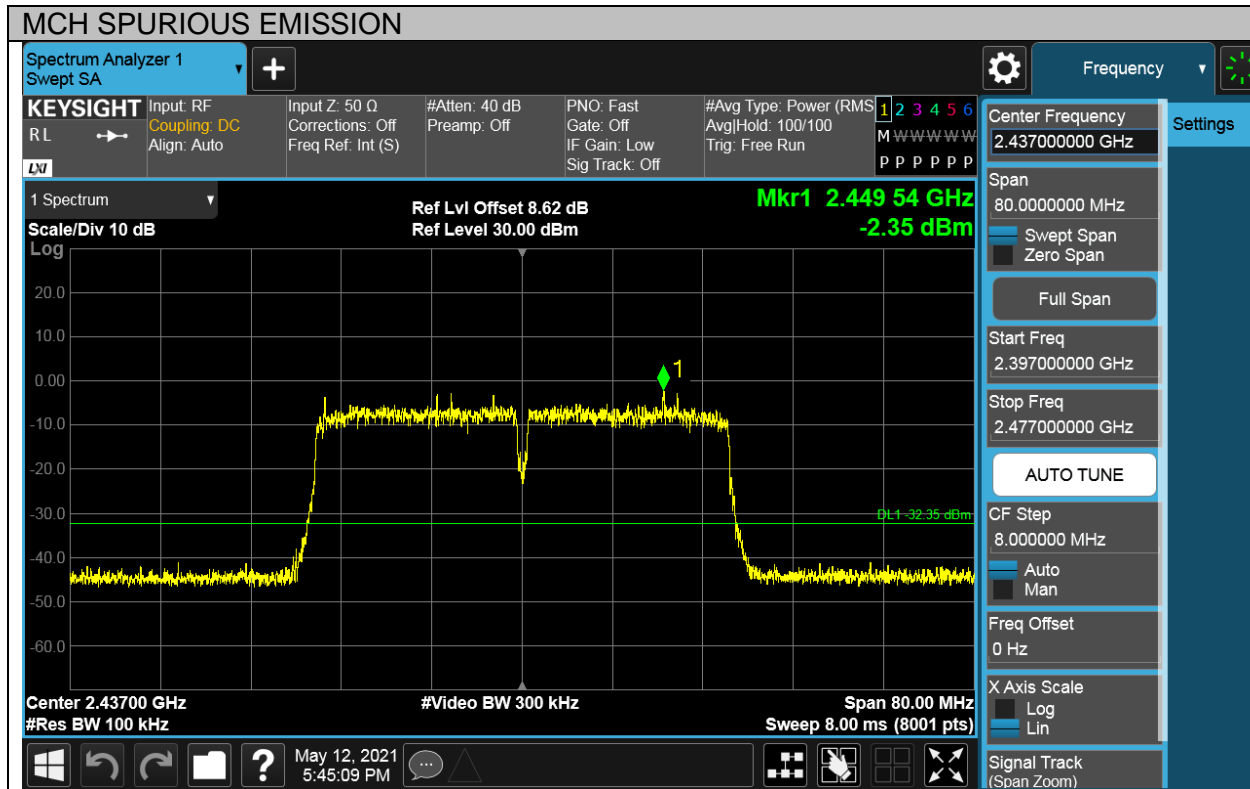 MCH SPURIOUS EMISSION
Spectrum Analyzer 1
Swept SA
Frequency
KEYSIGHT
RL
LXI
Input: RF
Coupling: DC
Align: Auto
Input Z: 50 Ω
Corrections: Off
Freq Ref: Int (S)
#Atten: 40 dB
Preamp: Off
PNO: Fast
Gate: Off
IF Gain: Low
Sig Track: Off
#Avg Type: Power (RMS
Avg|Hold: 100/100
Trig: Free Run
1 2 3 4 5 6
M W W W W W
P P P P P P
1 Spectrum
Scale/Div 10 dB
Log
Ref Lvl Offset 8.62 dB
Ref Level 30.00 dBm
Mkr1 2.449 54 GHz
-2.35 dBm
20.0
10.0
0.00
-10.0
-20.0
-30.0
-40.0
-50.0
-60.0
1
DL1 -32.35 dBm
Center 2.43700 GHz
#Res BW 100 kHz
#Video BW 300 kHz
Span 80.00 MHz
Sweep 8.00 ms (8001 pts)
Center Frequency
2.437000000 GHz
Settings
Span
80.0000000 MHz
Swept Span
Zero Span
Full Span
Start Freq
2.397000000 GHz
Stop Freq
2.477000000 GHz
AUTO TUNE
CF Step
8.000000 MHz
Auto
Man
Freq Offset
0 Hz
X Axis Scale
Log
Lin
Signal Track
(Span Zoom)
?
May 12, 2021
5:45:09 PM